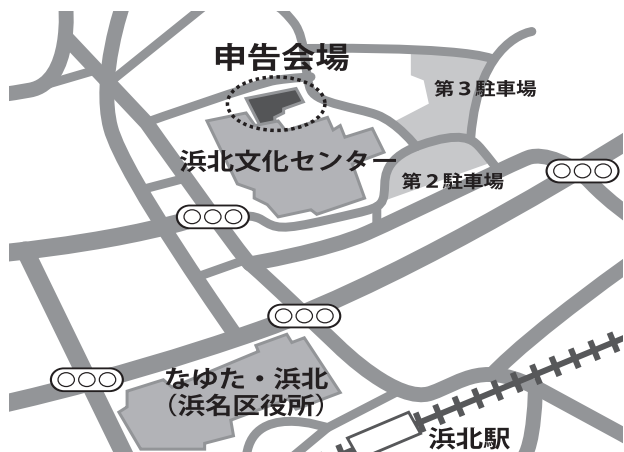 申告会場
第3駐車場
浜北文化センター
第2駐車場
なゆた・浜北
(浜名区役所)
浜北駅